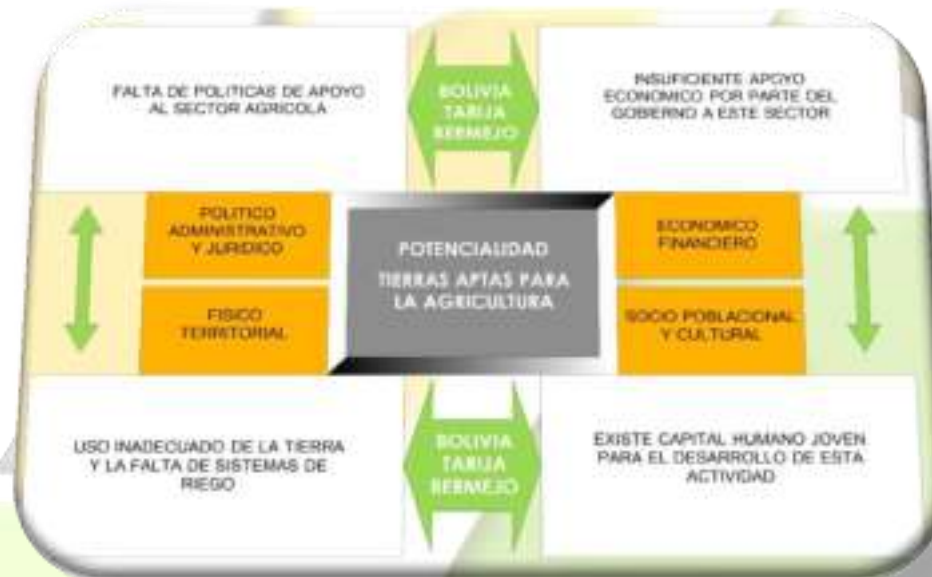 FALTA DE POLITICAS DE APOYO
AL SECTOR AGRICOLA
BOLIVIA
TARIJA
BERMEJO
INSUFICIENTE APOYO
ECONOMICO POR PARTE DEL
GOBIERNO A ESTE SECTOR
POLITICO
ADMINISTRATIVO
Y JURIDICO
FISICO
TERRITORIAL
POTENCIALIDAD
TIERRAS APTAS PARA
LA AGRICULTURA
ECONOMICO
FINANCIERO
SOCIO POBLACIONAL
Y CULTURAL
USO INADECUADO DE LA TIERRA
Y LA FALTA DE SISTEMAS DE
RIEGO
BOLIVIA
TARIJA
BERMEJO
EXISTE CAPITAL HUMANO JOVEN
PARA EL DESARROLLO DE ESTA
ACTIVIDAD